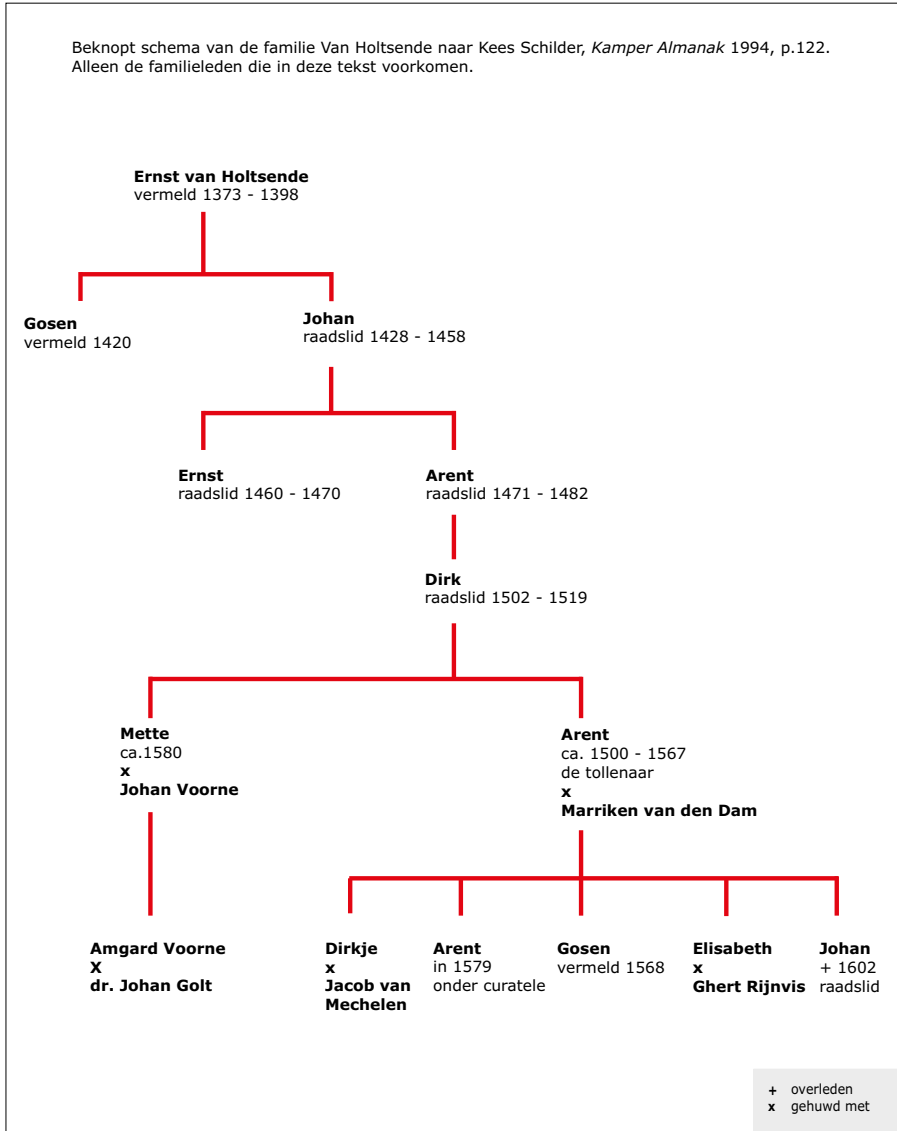 Beknopt schema van de familie Van Holtsende naar Kees Schilder, Kamper Almanak 1994, p.122.
Alleen de familieleden die in deze tekst voorkomen.
Ernst van Holtsende
vermeld 1373 - 1398
Gosen
vermeld 1420
Johan
raadslid 1428 - 1458
Ernst
raadslid 1460 - 1470
Arent
raadslid 1471 - 1482
Dirk
raadslid 1502 - 1519
Mette
ca.1580
x
Johan Voorne
Arent
ca. 1500 - 1567
de tollenaar
x
Marriken van den Dam
Amgard Voorne
X
dr. Johan Golt
Dirkje
x
Jacob van
Mechelen
Arent
in 1579
onder curatele
Gosen
vermeld 1568
Elisabeth
x
Ghert Rijnvis
Johan
+ 1602
raadslid
+ overleden
x gehuwd met